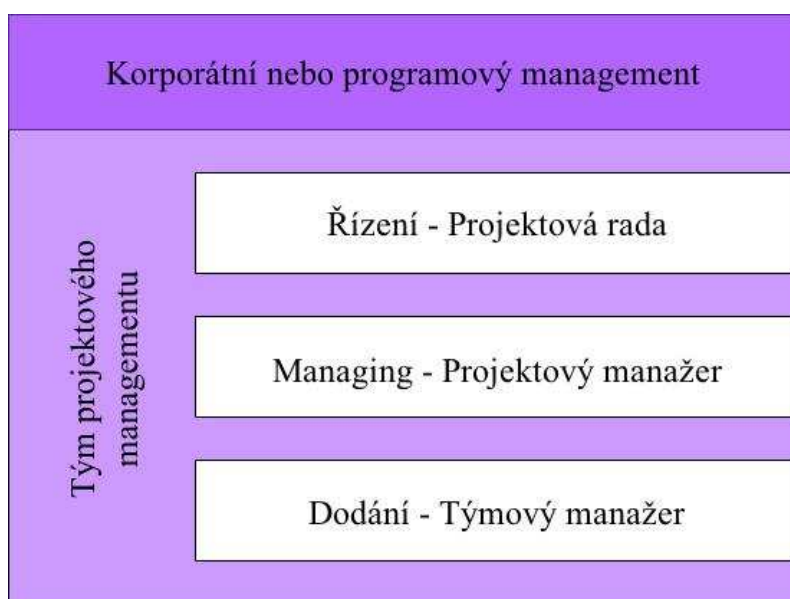 Korporátní nebo programový management
Řízení - Projektová rada
Tým projektového
managementu
Managing - Projektový manažer
Dodání - Týmový manažer